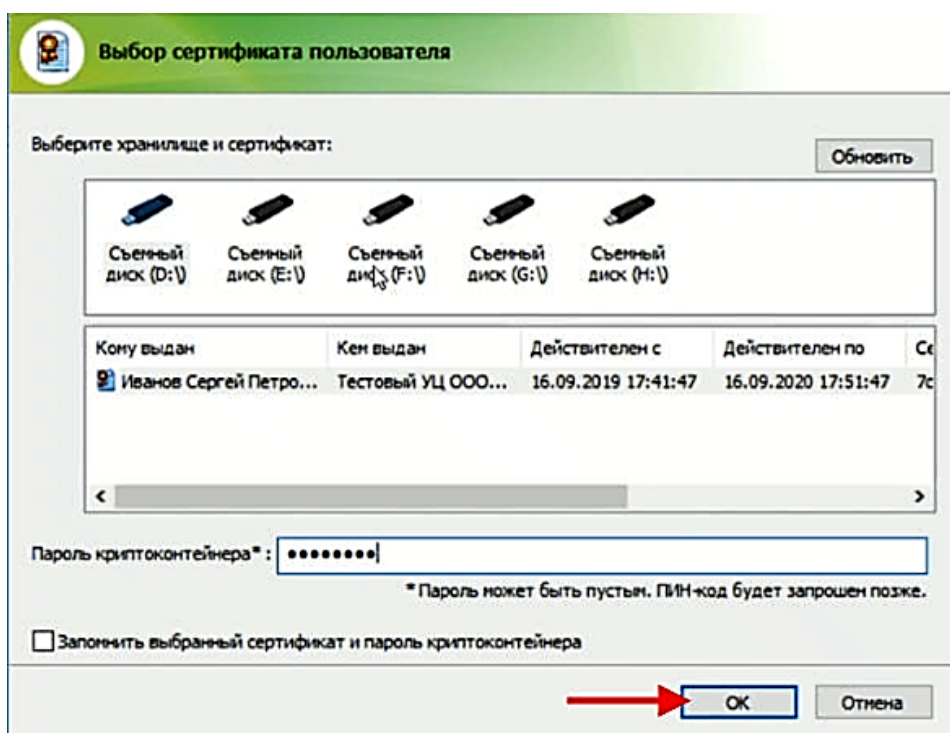 Выбор сертификата пользователя
Выберите хранилище и сертификат:
Обновить
Съемный диск (D:\)
Съемный диск (E:\)
Съемный диск (F:\)
Съемный диск (G:\)
Съемный диск (H:\)
Кому выдан Кем выдан Действителен с Действителен по Се
Иванов Сергей Петро... Тестовый УЦ ООО... 16.09.2019 17:41:47 16.09.2020 17:51:47 7c
Пароль криптоконтейнера* : ●●●●●●●●
* Пароль может быть пустым. ПИН-код будет запрошен позже.
Запомнить выбранный сертификат и пароль криптоконтейнера
OK Отмена